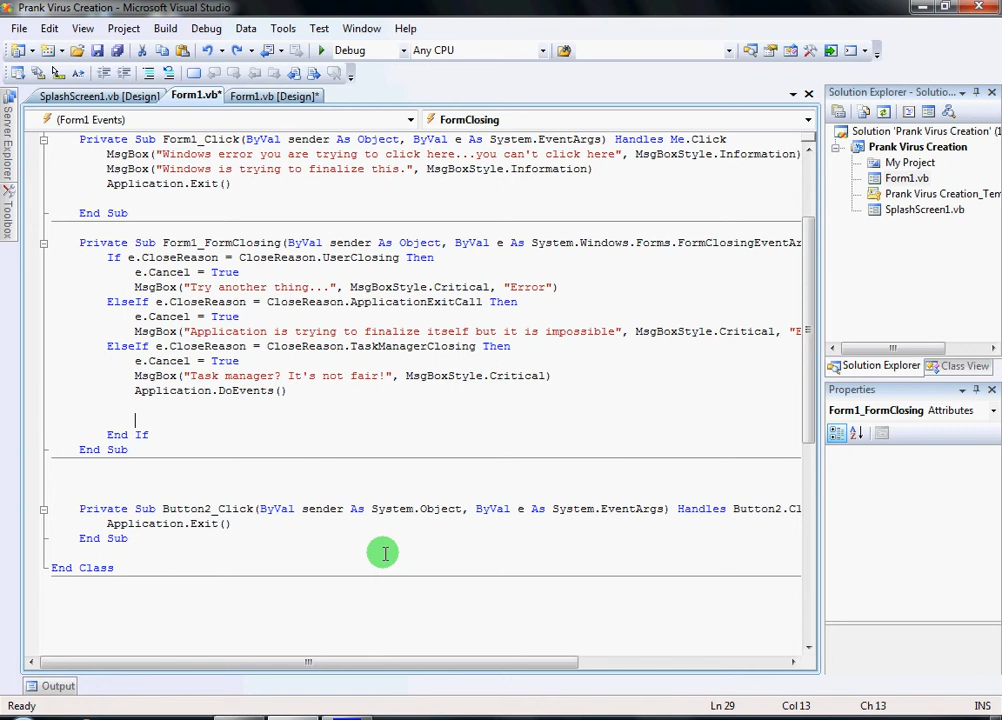 Prank Virus Creation - Microsoft Visual Studio
File Edit View Project Build Debug Data Tools Test Window Help
Debug Any CPU
SplashScreen1.vb [Design] Form1.vb* Form1.vb [Design]*
(Form1 Events) FormClosing
Private Sub Form1_Click(ByVal sender As Object, ByVal e As System.EventArgs) Handles Me.Click
MsgBox("Windows error you are trying to click here...you can't click here", MsgBoxStyle.Information)
MsgBox("Windows is trying to finalize this.", MsgBoxStyle.Information)
Application.Exit()
End Sub
Private Sub Form1_FormClosing(ByVal sender As Object, ByVal e As System.Windows.Forms.FormClosingEventAr
If e.CloseReason = CloseReason.UserClosing Then
e.Cancel = True
MsgBox("Try another thing...", MsgBoxStyle.Critical, "Error")
ElseIf e.CloseReason = CloseReason.ApplicationExitCall Then
e.Cancel = True
MsgBox("Application is trying to finalize itself but it is impossible", MsgBoxStyle.Critical, "E
ElseIf e.CloseReason = CloseReason.TaskManagerClosing Then
e.Cancel = True
MsgBox("Task manager? It's not fair!", MsgBoxStyle.Critical)
Application.DoEvents()
End If
End Sub
Private Sub Button2_Click(ByVal sender As System.Object, ByVal e As System.EventArgs) Handles Button2.Cl
Application.Exit()
End Sub
End Class
Server Explorer
Toolbox
Solution Explorer - Solutio...
Solution 'Prank Virus Creation' (1
Prank Virus Creation
My Project
Form1.vb
Prank Virus Creation_Tem
SplashScreen1.vb
Solution Explorer Class View
Properties
Form1_FormClosing Attributes
Output
Ready Ln 29 Col 13 Ch 13 INS